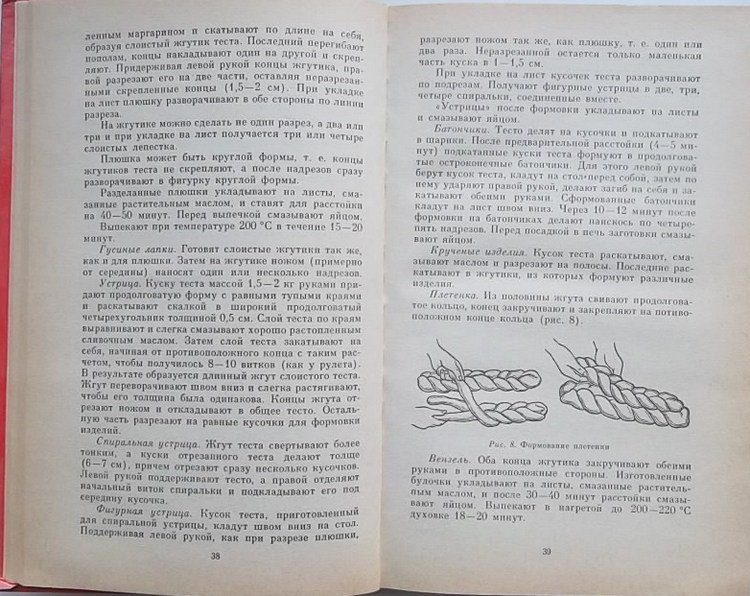 ленным маргарином и скатывают по длине на себя,
образуя слоистый жгутик теста. Последний перегибают
пополам, концы накладывают один на другой и скреп-
ляют. Придерживая левой рукой концы жгутика, пра-
вой разрезают его на две части, оставляя неразрезан-
ными скрепленные концы (1,5—2 см). При укладке
на лист плюшку разворачивают в обе стороны по линии
разреза.
На жгутике можно сделать не один разрез, а два или
три и при укладке на лист получается три или четыре
слоистых лепестка.
Плюшка может быть круглой формы, т. е. концы
жгутиков теста не скрепляют, а после надрезов сразу
разворачивают в фигурку круглой формы.
Разделанные плюшки укладывают на листы, сма-
занные растительным маслом, и ставят для расстойки
на 40—50 минут. Перед выпечкой смазывают яйцом.
Выпекают при температуре 200 °С в течение 15—20
минут.
Гусиные лапки. Готовят слоистые жгутики так же,
как и для плюшки. Затем на жгутике ножом (примерно
от середины) наносят один или несколько надрезов.
Устрица. Куску теста массой 1,5—2 кг руками при-
дают продолговатую форму с равными тупыми краями
и раскатывают скалкой в широкий продолговатый
четырехугольник толщиной 0,5 см. Слой теста по краям
выравнивают и слегка смазывают хорошо растопленным
сливочным маслом. Затем слой теста закатывают на
себя, начиная от противоположного конца с таким рас-
четом, чтобы получилось 8—10 витков (как у рулета).
В результате образуется длинный жгут слоистого теста.
Жгут переворачивают швом вниз и слегка растягивают,
чтобы его толщина была одинакова. Концы жгута от-
резают ножом и откладывают в общее тесто. Осталь-
ную часть разрезают на равные кусочки для формовки
изделий.
Спиральная устрица. Жгут теста свертывают более
тонким, а куски отрезанного теста делают толще
(6—7 см), причем отрезают сразу несколько кусочков.
Левой рукой поддерживают тесто, а правой отделяют
начальный виток спиральки и подкладывают его под
середину кусочка.
Фигурная устрица. Кусок теста, приготовленный
для спиральной устрицы, кладут швом вниз на стол.
Поддерживая левой рукой, как при разрезе плюшки,
38
разрезают ножом так же, как плюшку, т. е. один или
два раза. Неразрезанной остается только маленькая
часть куска в 1—1,5 см.
При укладке на лист кусочек теста разворачивают
по подрезам. Получают фигурные устрицы в две, три,
четыре спиральки, соединенные вместе.
«Устрицы» после формовки укладывают на листы
и смазывают яйцом.
Батончики. Тесто делят на кусочки и подкатывают
в шарики. После предварительной расстойки (4—5 ми-
нут) подкатанные куски теста формуют в продолгова-
тые остроконечные батончики. Для этого левой рукой
берут кусок теста, кладут на стол перед собой, затем по
нему ударяют правой рукой, делают загиб на себя и за-
катывают обеими руками. Сформованные батончики
кладут на лист швом вниз. Через 10—12 минут после
формовки на батончиках делают наискось по четыре-
пять надрезов. Перед посадкой в печь заготовки смазы-
вают яйцом.
Крученые изделия. Кусок теста раскатывают, сма-
зывают маслом и разрезают на полосы. Последние рас-
катывают в жгутики, из которых формуют различные
изделия.
Плетенка. Из половины жгута свивают продолгова-
тое кольцо, конец закручивают и закрепляют на потиво-
положном конце кольца (рис. 8).
Рис. 8. Формование плетенки
Вензель. Оба конца жгутика закручивают обеими
руками в противоположные стороны. Изготовленные
булочки укладывают на листы, смазанные раститель-
ным маслом, и после 30—40 минут расстойки смазы-
вают яйцом. Выпекают в нагретой до 200—220 °С
духовке 18—20 минут.
39